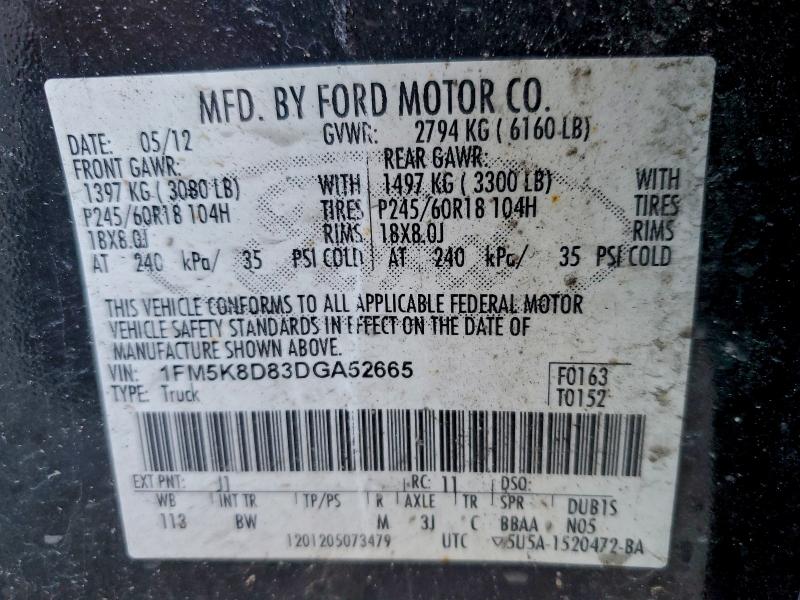 MFD. BY FORD MOTOR CO.
DATE: 05/12 GVWR: 2794 KG ( 6160 LB)
FRONT GAWR: REAR GAWR:
1397 KG ( 3080 LB) WITH 1497 KG ( 3300 LB) WITH
P245/60R18 104H TIRES P245/60R18 104H TIRES
18X8.0J RIMS 18X8.0J RIMS
AT 240 kPa/ 35 PSI COLD AT 240 kPa/ 35 PSI COLD
THIS VEHICLE CONFORMS TO ALL APPLICABLE FEDERAL MOTOR
VEHICLE SAFETY STANDARDS IN EFFECT ON THE DATE OF
MANUFACTURE SHOWN ABOVE.
VIN: 1FM5K8D83DGA52665 F0163
TYPE: Truck T0152
EXT PNT: J1 RC: 11 DSO:
WB INT TR TP/PS R AXLE TR SPR DUB1S
113 BW M 3J C BBAA N05
1201205073479 UTC ▽5U5A-1520472-BA